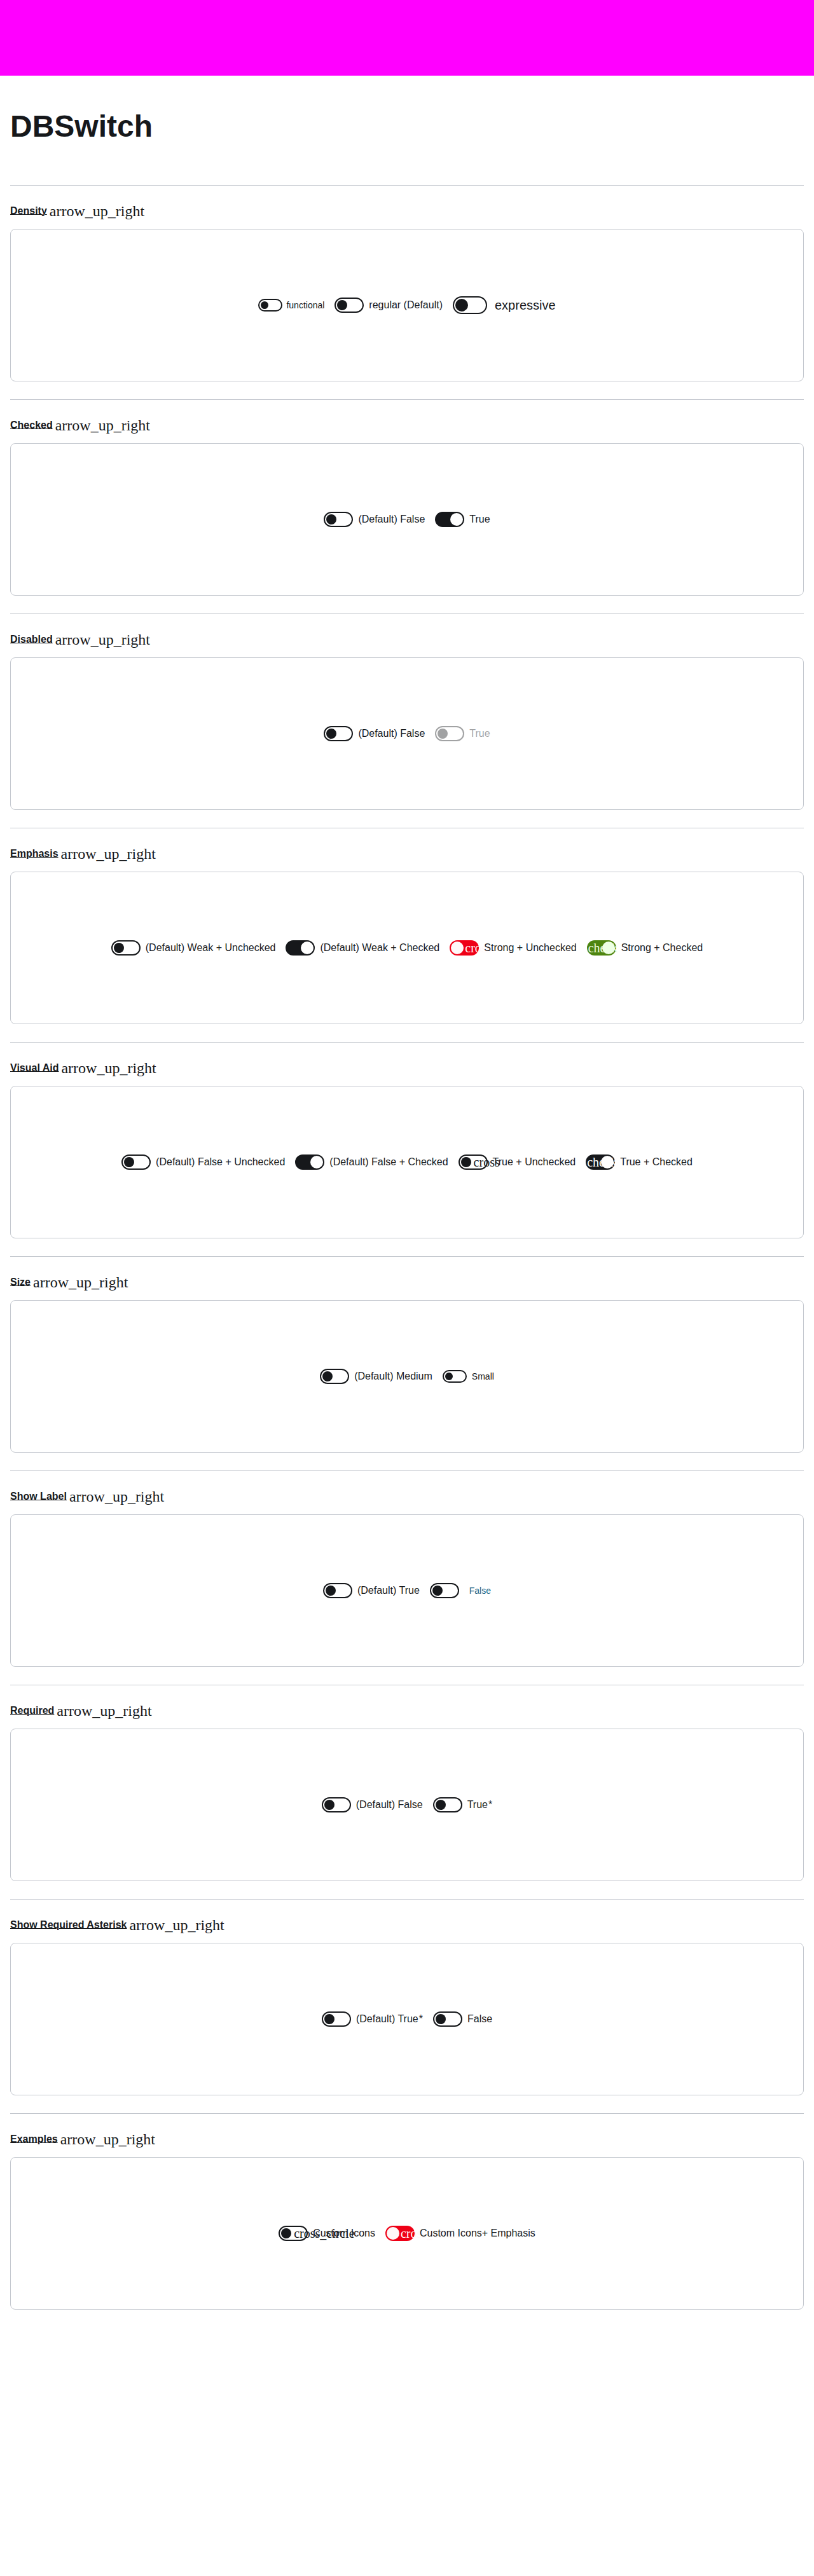 DBSwitch
Density arrow_up_right
functional regular (Default) expressive
Checked arrow_up_right
(Default) False True
Disabled arrow_up_right
(Default) False True
Emphasis arrow_up_right
(Default) Weak + Unchecked (Default) Weak + Checked cro Strong + Unchecked che Strong + Checked
Visual Aid arrow_up_right
(Default) False + Unchecked (Default) False + Checked cross True + Unchecked che True + Checked
Size arrow_up_right
(Default) Medium Small
Show Label arrow_up_right
(Default) True False
Required arrow_up_right
(Default) False True*
Show Required Asterisk arrow_up_right
(Default) True* False
Examples arrow_up_right
cross_circle Custom Icons cro Custom Icons+ Emphasis